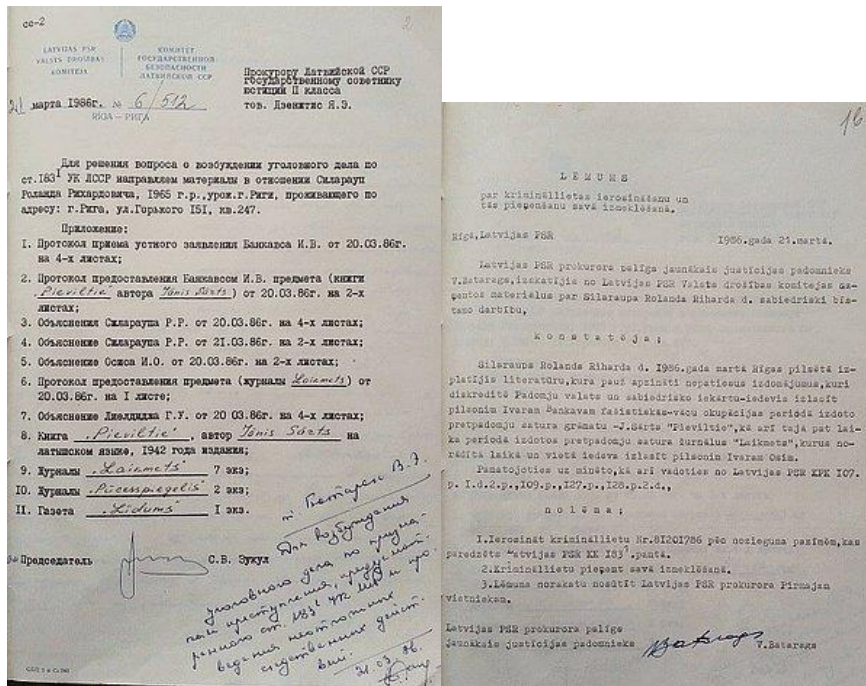 сс-2
2
LATVIJAS PSR
VALSTS DROŠĪBAS
KOMITEJA
КОМИТЕТ
ГОСУДАРСТВЕННОЙ
БЕЗОПАСНОСТИ
ЛАТВИЙСКОЙ ССР
Прокурору Латвийской ССР
государственному советнику
юстиции II класса
тов. Дзенитис Я.Э.
21 марта 1986г. № 6/512
RĪGA — РИГА
Для решения вопроса о возбуждении уголовного дела по
ст.183 I УК ЛССР направляем материалы в отношении Силарауп
Роланда Рихардовича, 1965 г.р.,урож.г.Риги, проживающего по
адресу: г.Рига, ул.Горького 151, кв.247.
Приложение:
I. Протокол приема устного заявления Банкавса И.В. от 20.03.86г.
на 4-х листах;
2. Протокол предоставления Банкавсом И.В. предмета (книги
„Pieviltie" автора Jānis Sārts) от 20.03.86г. на 2-х
листах;
3. Объяснения Силараупа Р.Р. от 20.03.86г. на 4-х листах;
4. Объяснение Силараупа Р.Р. от 21.03.86г. на 2-х листах;
5. Объяснение Осиса И.О. от 20.03.86г. на 2-х листах;
6. Протокол предоставления предмета (журналы Laikmets) от
20.03.86г. на I листе;
7. Объяснение Лиелдиджа Г.У. от 20.03.86г на 4-х листах;
8. Книга „Pieviltie", автор Jānis Sārts на
латышском языке, 1942 года издания;
9. Журналы „Laikmets" 7 экз;
10. Журналы „Pūcesspieģelis" 2 экз;
II. Газета „Līdums" I экз.
Председатель С.В. Зукул
т. Батарагс В.Э.
Для возбуждения
уголовного дела по призна-
кам преступления, предусмот-
ренного ст. 183¹ УК ЛССР и про-
ведения неотложных
следственных дейст-
вий.
21.03.86.
16
LĒMUMS
par krimināllietas ierosināšanu un
tās pieņemšanu savā izmeklēšanā.
Rīgā,Latvijas PSR 1986.gada 21.martā.
Latvijas PSR prokurora palīgs jaunākais justīcijas padomnieks
V.Batarags,izskatījis no Latvijas PSR Valsts drošības komitejas sa-
ņemtos materiālus par Silaraupa Rolanda Riharda d. sabiedriski bīs-
tamo darbību,
konstatēja;
Silaraups Rolands Riharda d. 1986.gada martā Rīgas pilsētā iz-
platījis literatūru,kura pauž apzināti nepatiesus izdomājumus,kuri
diskreditē Padomju valsts un sabiedrisko iekārtu-iedevis izlasīt
pilsonim Ivaram Bankavam fašistiskās-vācu okupācijas periodā izdoto
pretpadomju satura grāmatu -J.Sārts "Pieviltie",kā arī tajā pat lai-
ka periodā izdotos pretpadomju satura žurnālus "Laikmets",kurus no-
rādītā laikā un vietā iedeva izlasīt pilsonim Ivaram Osim.
Pamatojoties uz minēto,kā arī vadoties no Latvijas PSR KPK 107.
p. I.d.2.p.,109.p.,127.p.,128.p.2.d.,
nolēma;
I.Ierosināt krimināllietu Nr.81201786 pēc nozieguma pazīmēm,kas
paredzēts Latvijas PSR KK 183¹.pantā.
2.Krimināllietu pieņemt savā izmeklēšanā.
3.Lēmuma norakstu nosūtīt Latvijas PSR prokurora Pirmajam
vietniekam.
Latvijas PSR prokurora palīgs
jaunākais justīcijas padomnieks Batarags V.Batarags